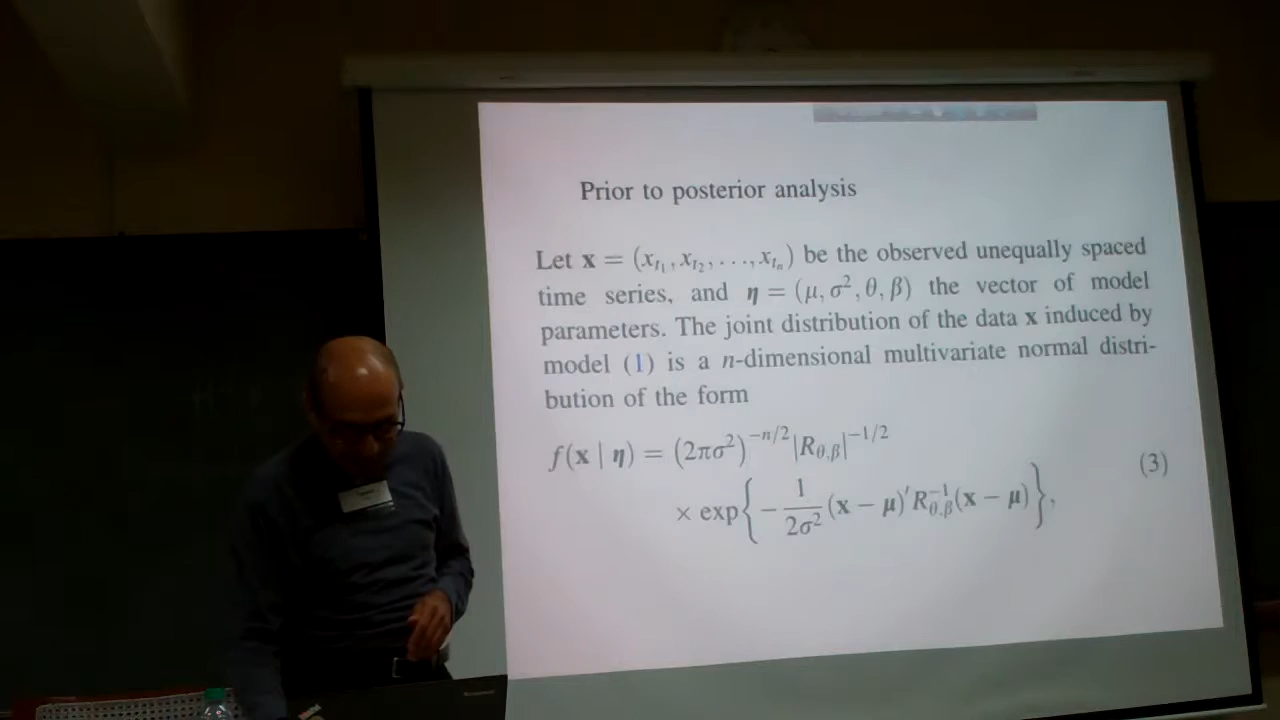 Prior to posterior analysis
Let x = (x_{t_1}, x_{t_2}, . . . , x_{t_n}) be the observed unequally spaced
time series, and η = (μ, σ², θ, β) the vector of model
parameters. The joint distribution of the data x induced by
model (1) is a n-dimensional multivariate normal distri-
bution of the form
f(x | η) = (2πσ²)^{−n/2} |R_{θ,β}|^{−1/2}
× exp{ − 1/(2σ²) (x − μ)′ R_{θ,β}^{−1} (x − μ) }, (3)